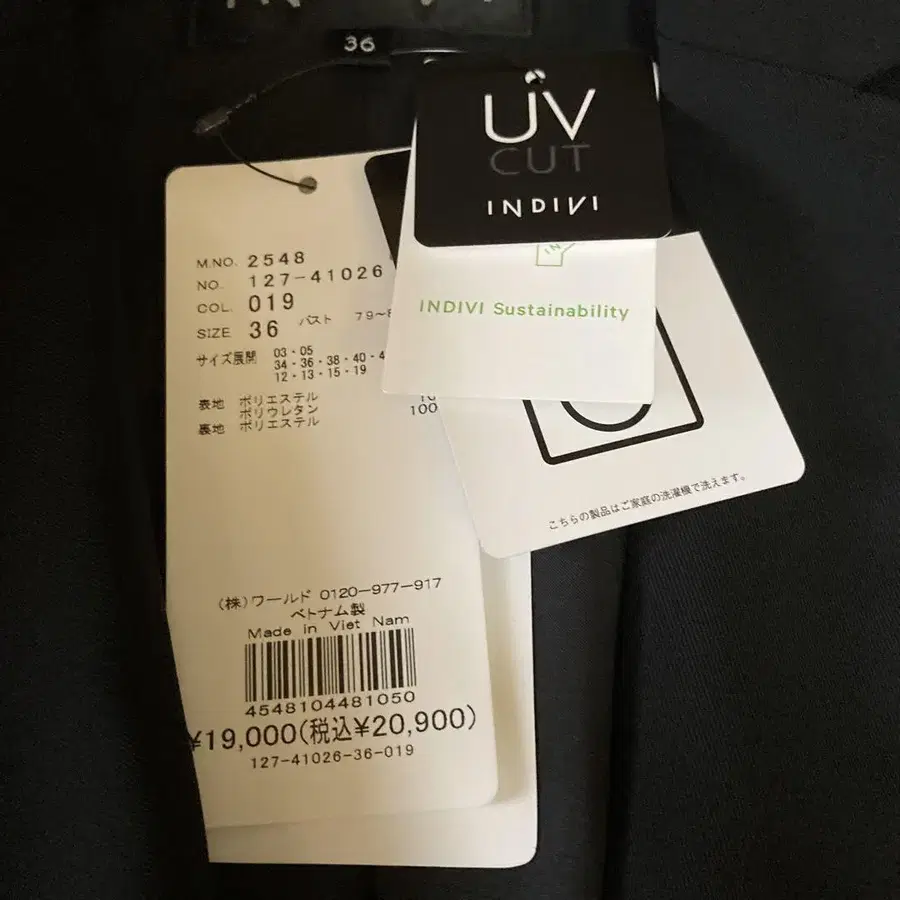 36
UV
CUT
INDIVI
INDIVI Sustainability
M.NO. 2548
NO. 127-41026
COL. 019
SIZE 36 バスト 79~8
サイズ展開 03・05
34・36・38・40・4
12・13・15・19
表地 ポリエステル
ポリウレタン 10
裏地 ポリエステル 100
こちらの製品はご家庭の洗濯機で洗えます。
(株)ワールド 0120-977-917
ベトナム製
Made in Viet Nam
4548104481050
¥19,000(税込¥20,900)
127-41026-36-019